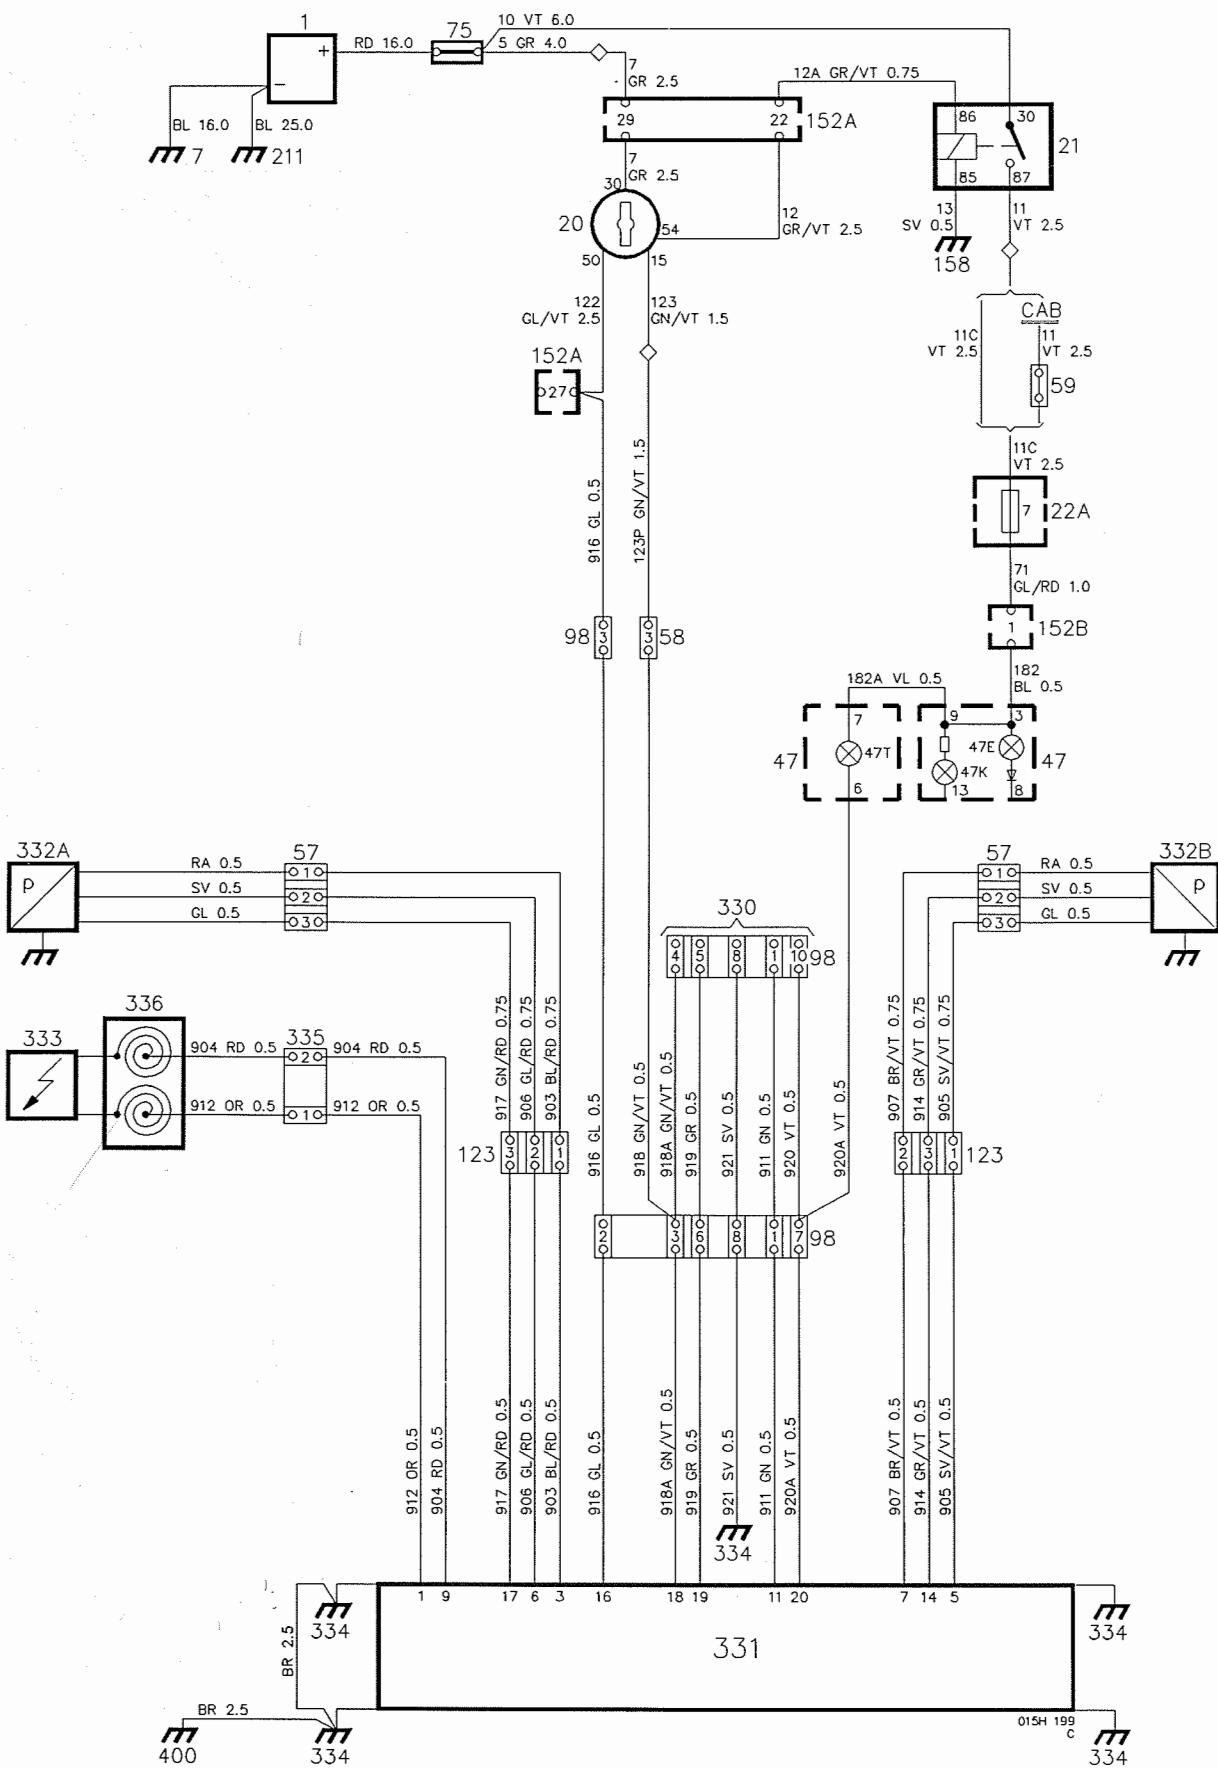 1
+
−
RD 16.0
75
10 VT 6.0
5 GR 4.0
7
GR 2.5
12A GR/VT 0.75
BL 16.0
BL 25.0
7
211
29
22
152A
86
30
21
85
87
7
GR 2.5
30
20
54
12
GR/VT 2.5
13
SV 0.5
11
VT 2.5
158
50
15
122
GL/VT 2.5
123
GN/VT 1.5
CAB
11C
VT 2.5
11
VT 2.5
59
152A
27
916 GL 0.5
123P GN/VT 1.5
11C
VT 2.5
7
22A
71
GL/RD 1.0
98
3
3
58
1
152B
182
BL 0.5
182A VL 0.5
7
9
3
47
47T
47E
47K
47
6
13
8
332A
p
RA 0.5
SV 0.5
GL 0.5
57
1
2
3
57
1
2
3
RA 0.5
SV 0.5
GL 0.5
332B
p
330
4
5
8
1
10
98
333
336
904 RD 0.5
335
2
904 RD 0.5
912 OR 0.5
1
912 OR 0.5
917 GN/RD 0.75
906 GL/RD 0.75
903 BL/RD 0.75
916 GL 0.5
918 GN/VT 0.5
918A GN/VT 0.5
919 GR 0.5
921 SV 0.5
911 GN 0.5
920 VT 0.5
920A VT 0.5
907 BR/VT 0.75
914 GR/VT 0.75
905 SV/VT 0.75
123
3
2
1
2
3
1
123
2
3
6
8
1
7
98
912 OR 0.5
904 RD 0.5
917 GN/RD 0.5
906 GL/RD 0.5
903 BL/RD 0.5
916 GL 0.5
918A GN/VT 0.5
919 GR 0.5
921 SV 0.5
911 GN 0.5
920A VT 0.5
907 BR/VT 0.5
914 GR/VT 0.5
905 SV/VT 0.5
334
1
9
17
6
3
16
18
19
11
20
7
14
5
334
334
BR 2.5
331
BR 2.5
400
334
015H 199
C
334